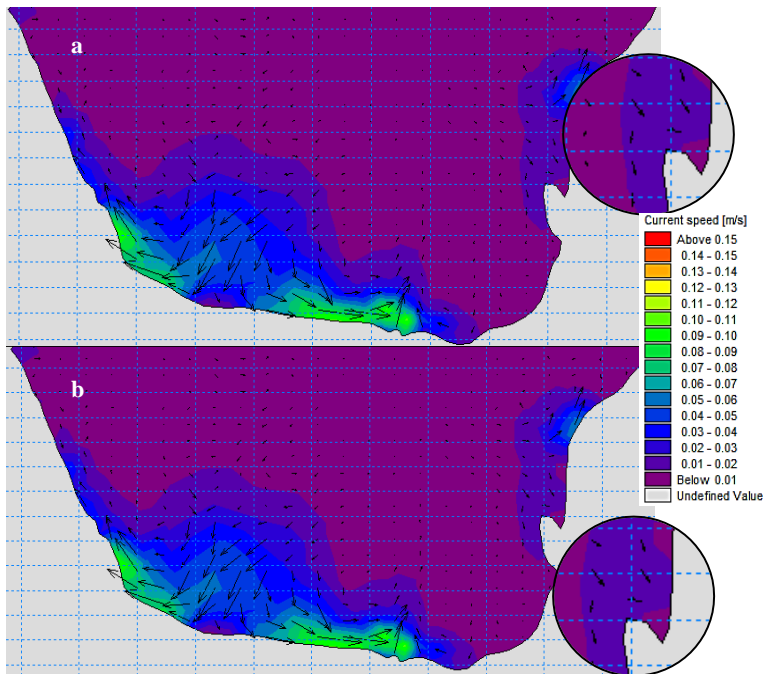 a
Current speed [m/s]
Above 0.15
0.14 - 0.15
0.13 - 0.14
0.12 - 0.13
0.11 - 0.12
0.10 - 0.11
0.09 - 0.10
0.08 - 0.09
0.07 - 0.08
0.06 - 0.07
0.05 - 0.06
0.04 - 0.05
0.03 - 0.04
0.02 - 0.03
0.01 - 0.02
Below 0.01
Undefined Value
b